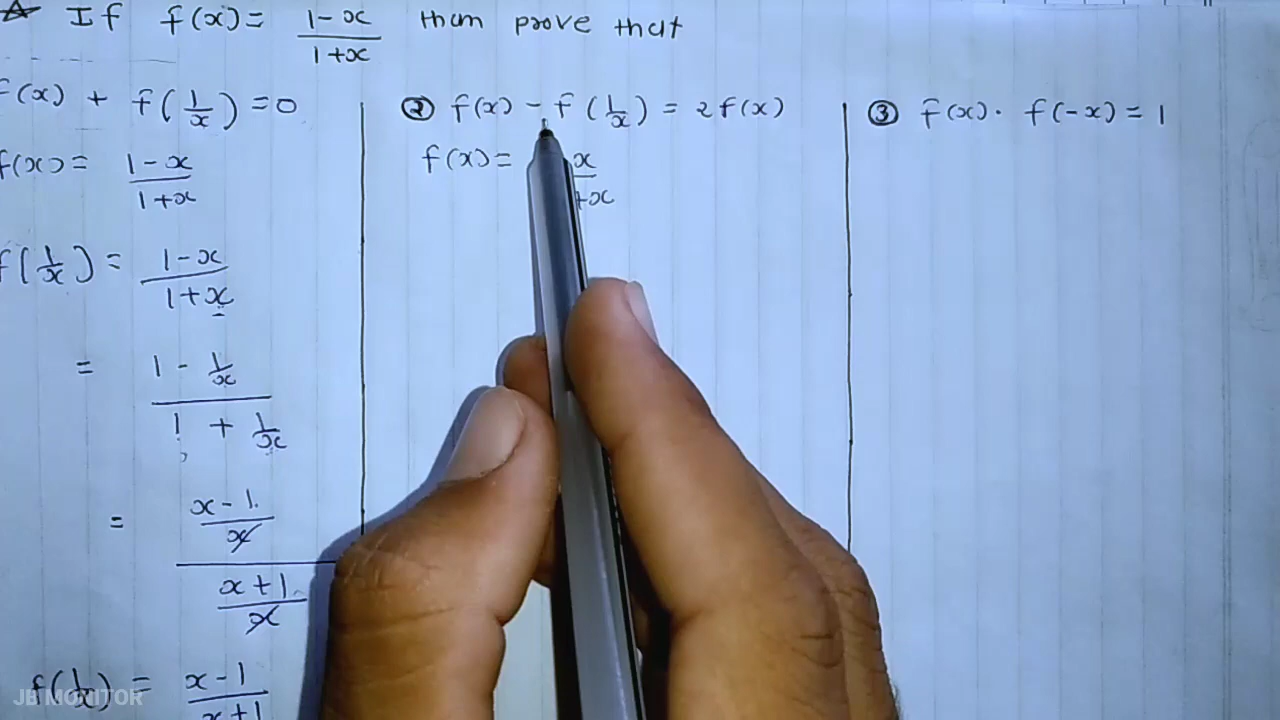 ☆ If f(x) = 1-x / 1+x then prove that
f(x) + f(1/x) = 0
f(x) = 1-x / 1+x
f(1/x) = 1-x / 1+x
= 1 - 1/x / 1 + 1/x
= x-1/x / x+1/x
f(1/x) = x-1 / x+1
② f(x) - f(1/x) = 2f(x)
f(x) = x / +x
③ f(x). f(-x) = 1
JB MONITOR